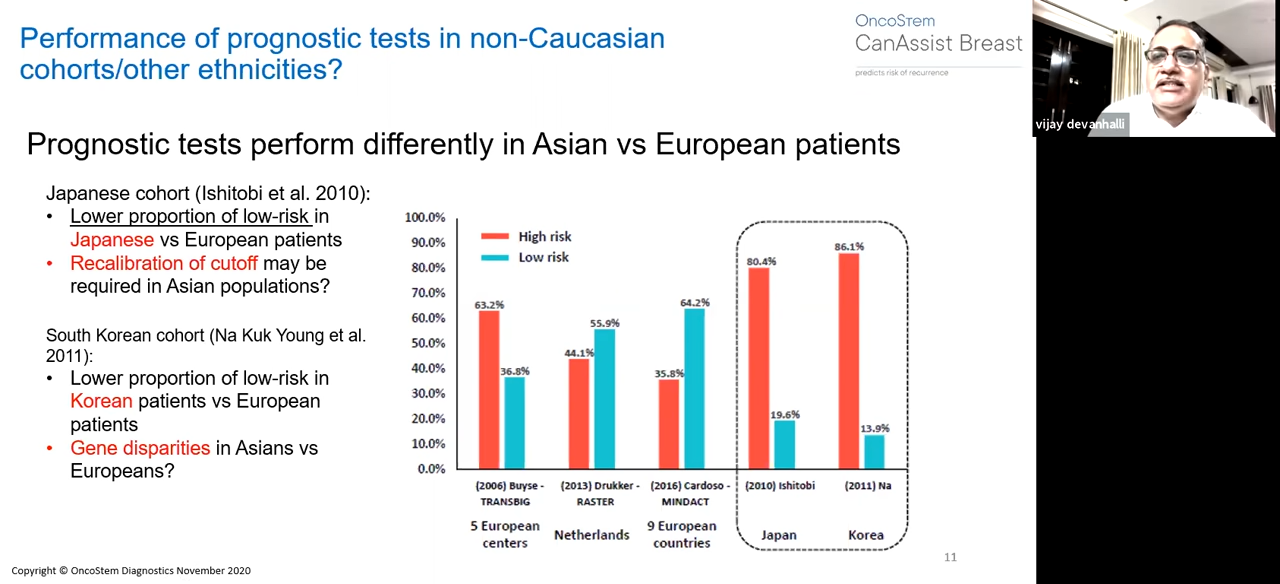 Performance of prognostic tests in non-Caucasian
cohorts/other ethnicities?
OncoStem
CanAssist Breast
predicts risk of recurrence
vijay devanhalli
Prognostic tests perform differently in Asian vs European patients
Japanese cohort (Ishitobi et al. 2010):
• Lower proportion of low-risk in
Japanese vs European patients
• Recalibration of cutoff may be
required in Asian populations?
South Korean cohort (Na Kuk Young et al.
2011):
• Lower proportion of low-risk in
Korean patients vs European
patients
• Gene disparities in Asians vs
Europeans?
100.0%
90.0%
80.0%
70.0%
60.0%
50.0%
40.0%
30.0%
20.0%
10.0%
0.0%
High risk
Low risk
63.2%
36.8%
44.1%
55.9%
35.8%
64.2%
80.4%
19.6%
86.1%
13.9%
(2006) Buyse -
TRANSBIG
(2013) Drukker -
RASTER
(2016) Cardoso -
MINDACT
(2010) Ishitobi
(2011) Na
5 European
centers
Netherlands
9 European
countries
Japan
Korea
11
Copyright © OncoStem Diagnostics November 2020